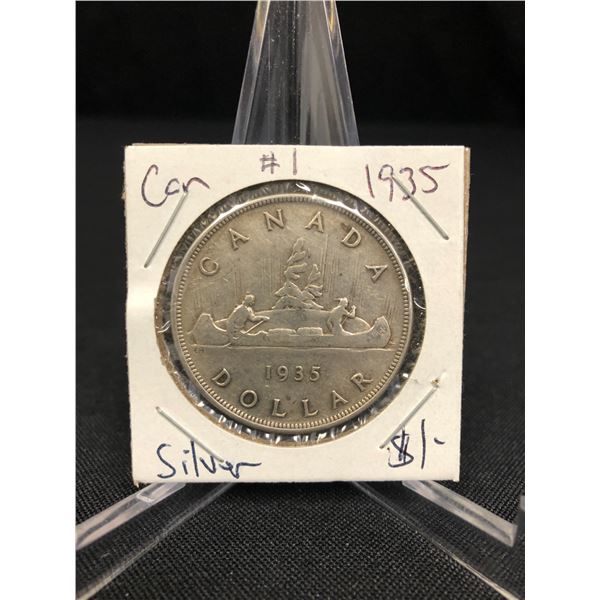 Can #1 1935
CANADA
1935
DOLLAR
Silver $1/-